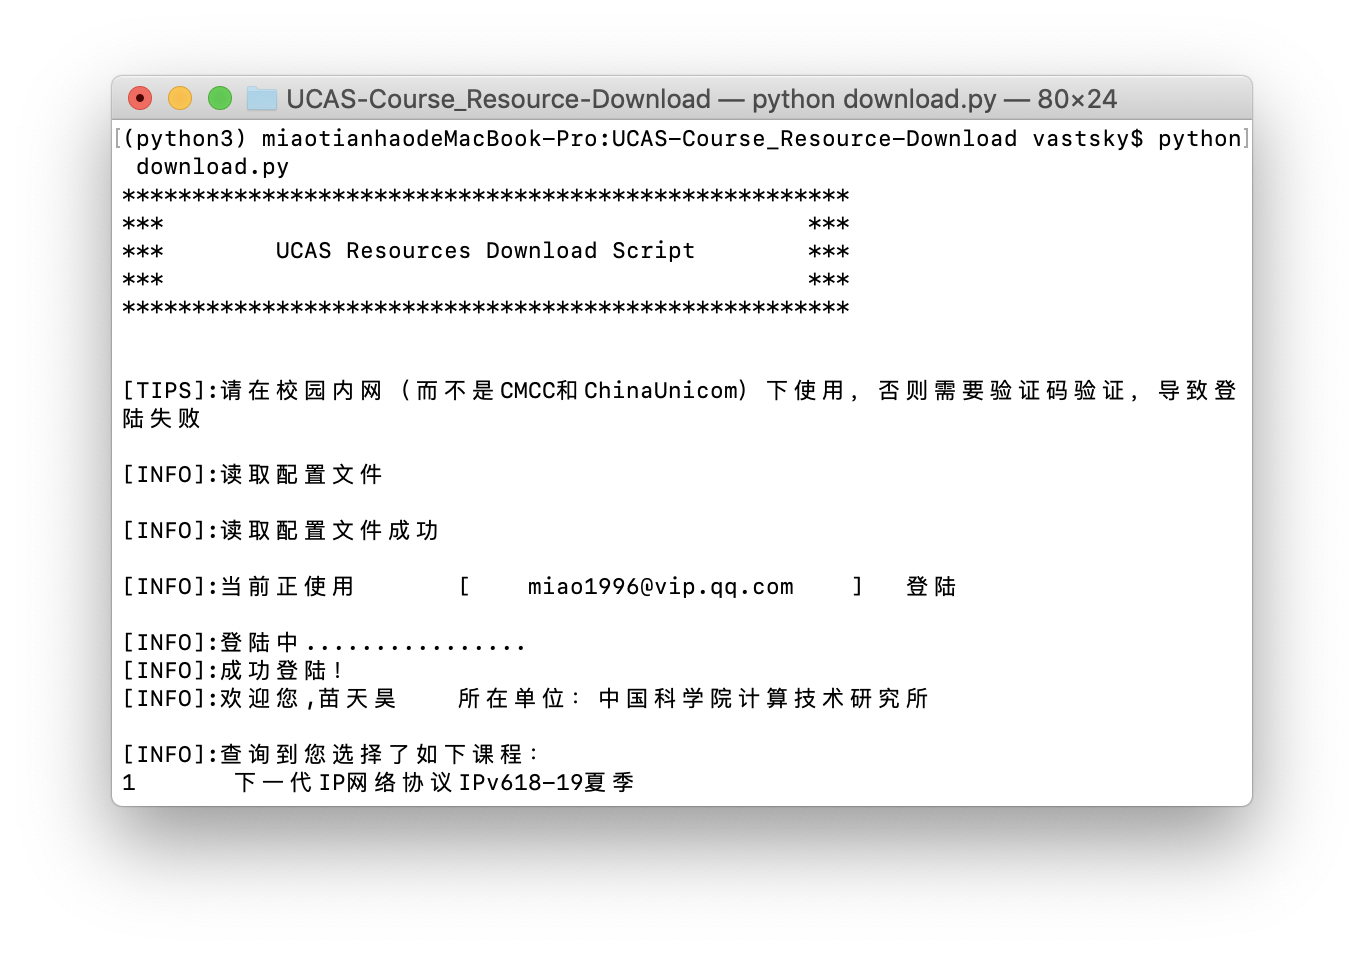 UCAS-Course_Resource-Download — python download.py — 80×24
[(python3) miaotianhaodeMacBook-Pro:UCAS-Course_Resource-Download vastsky$ python]
download.py
****************************************************
***                                              ***
***        UCAS Resources Download Script        ***
***                                              ***
****************************************************
[TIPS]:请在校园内网（而不是CMCC和ChinaUnicom）下使用，否则需要验证码验证，导致登
陆失败
[INFO]:读取配置文件
[INFO]:读取配置文件成功
[INFO]:当前正使用 [ miao1996@vip.qq.com ] 登陆
[INFO]:登陆中................
[INFO]:成功登陆！
[INFO]:欢迎您,苗天昊 所在单位：中国科学院计算技术研究所
[INFO]:查询到您选择了如下课程：
1 下一代IP网络协议IPv618-19夏季